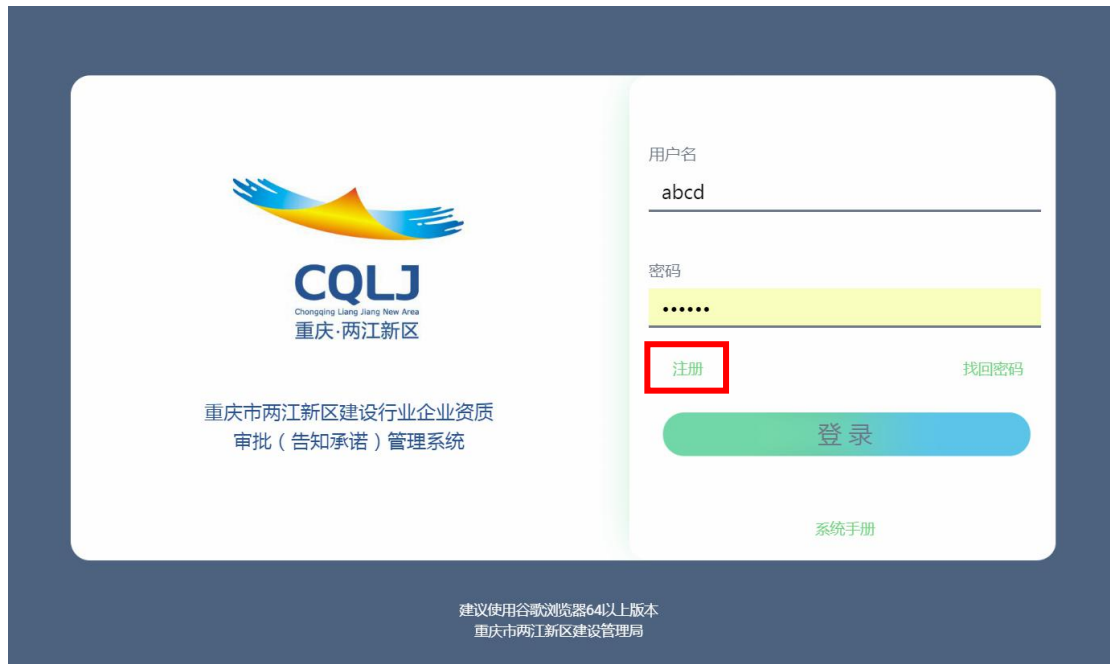 CQLJ
Chongqing Liang Jiang New Area
重庆·两江新区
重庆市两江新区建设行业企业资质
审批（告知承诺）管理系统
用户名
abcd
密码
••••••
注册
找回密码
登录
系统手册
建议使用谷歌浏览器64以上版本
重庆市两江新区建设管理局